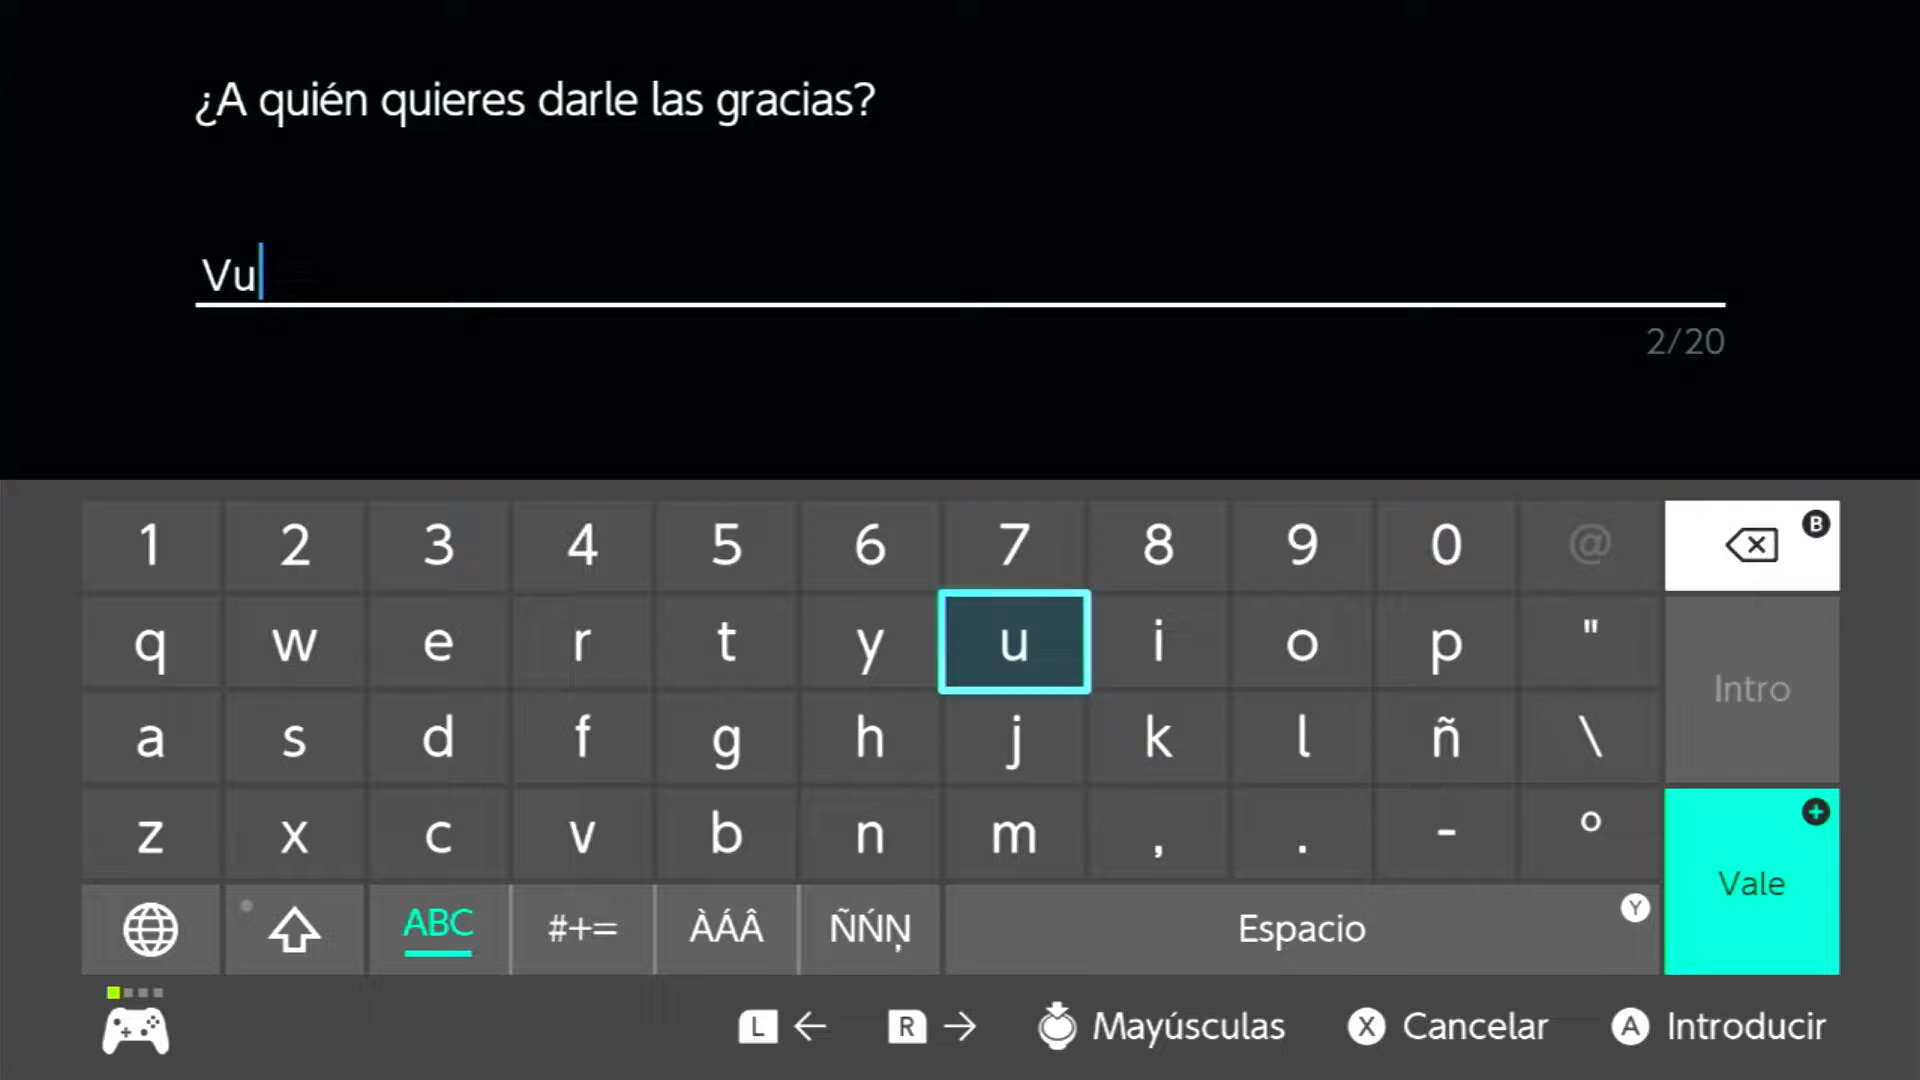 ¿A quién quieres darle las gracias?
Vu
2/20
1 2 3 4 5 6 7 8 9 0 @ B
q w e r t y u i o p "
Intro
a s d f g h j k l ñ \
z x c v b n m , . - º +
Vale
ABC #+= ÀÁÂ ÑŃŅ Espacio Y
L ← R → Mayúsculas X Cancelar A Introducir